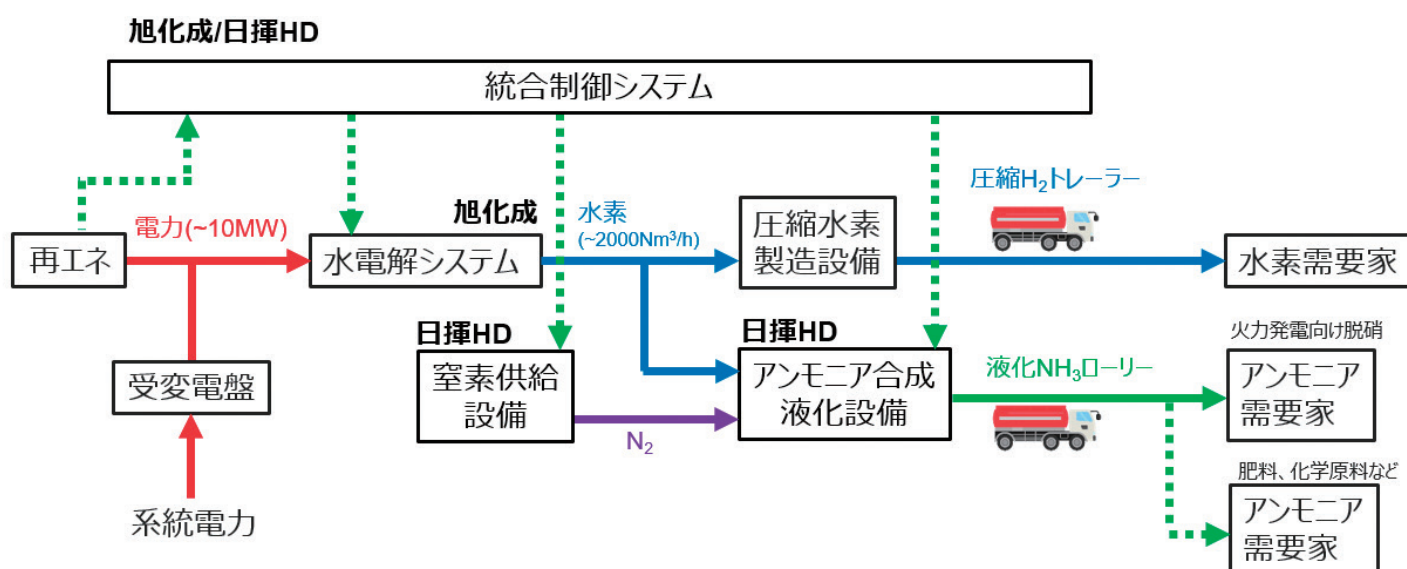 旭化成/日揮HD
統合制御システム
電力(~10MW)
再エネ
旭化成
水電解システム
水素
(~2000Nm³/h)
圧縮水素
製造設備
圧縮H₂トレーラー
水素需要家
受変電盤
系統電力
日揮HD
窒素供給
設備
N₂
日揮HD
アンモニア合成
液化設備
液化NH₃ローリー
火力発電向け脱硝
アンモニア
需要家
肥料、化学原料など
アンモニア
需要家